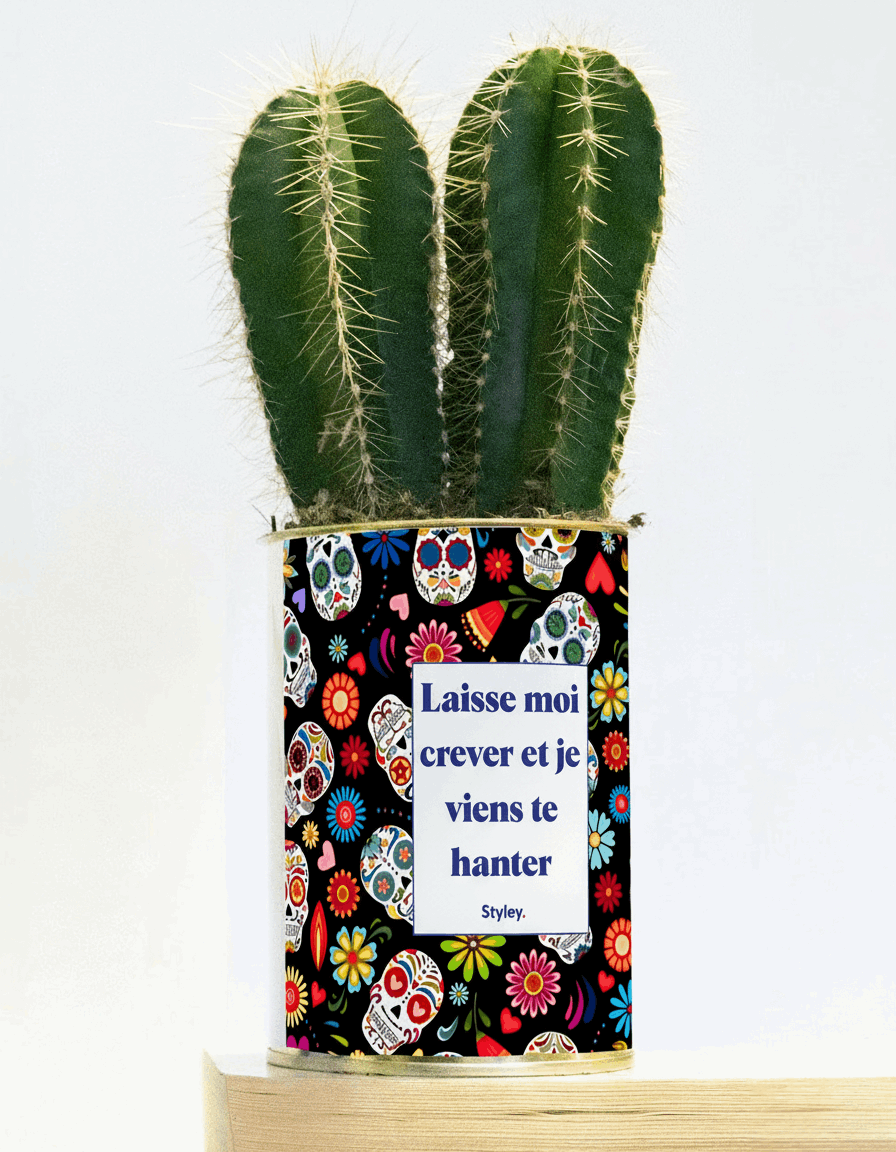 Laisse moi
crever et je
viens te
hanter
Styley.